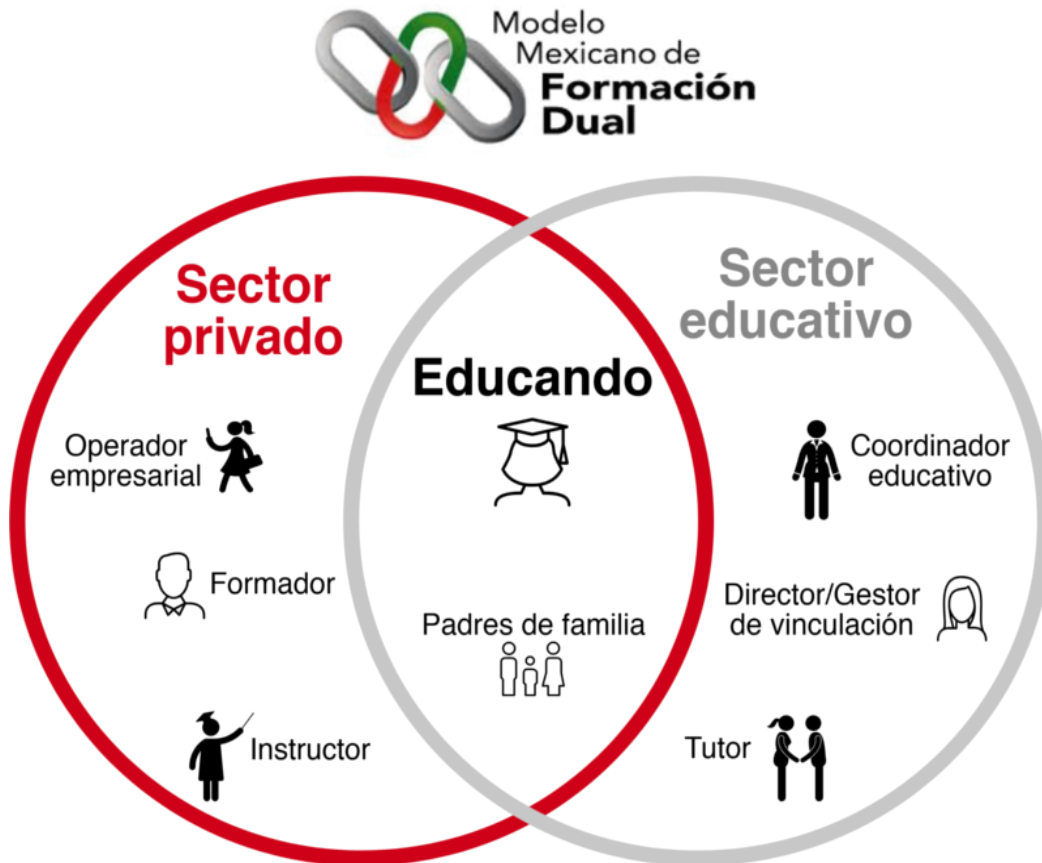 Modelo
Mexicano de
Formación
Dual
Sector
privado
Operador
empresarial
Formador
Instructor
Educando
Padres de familia
Sector
educativo
Coordinador
educativo
Director/Gestor
de vinculación
Tutor